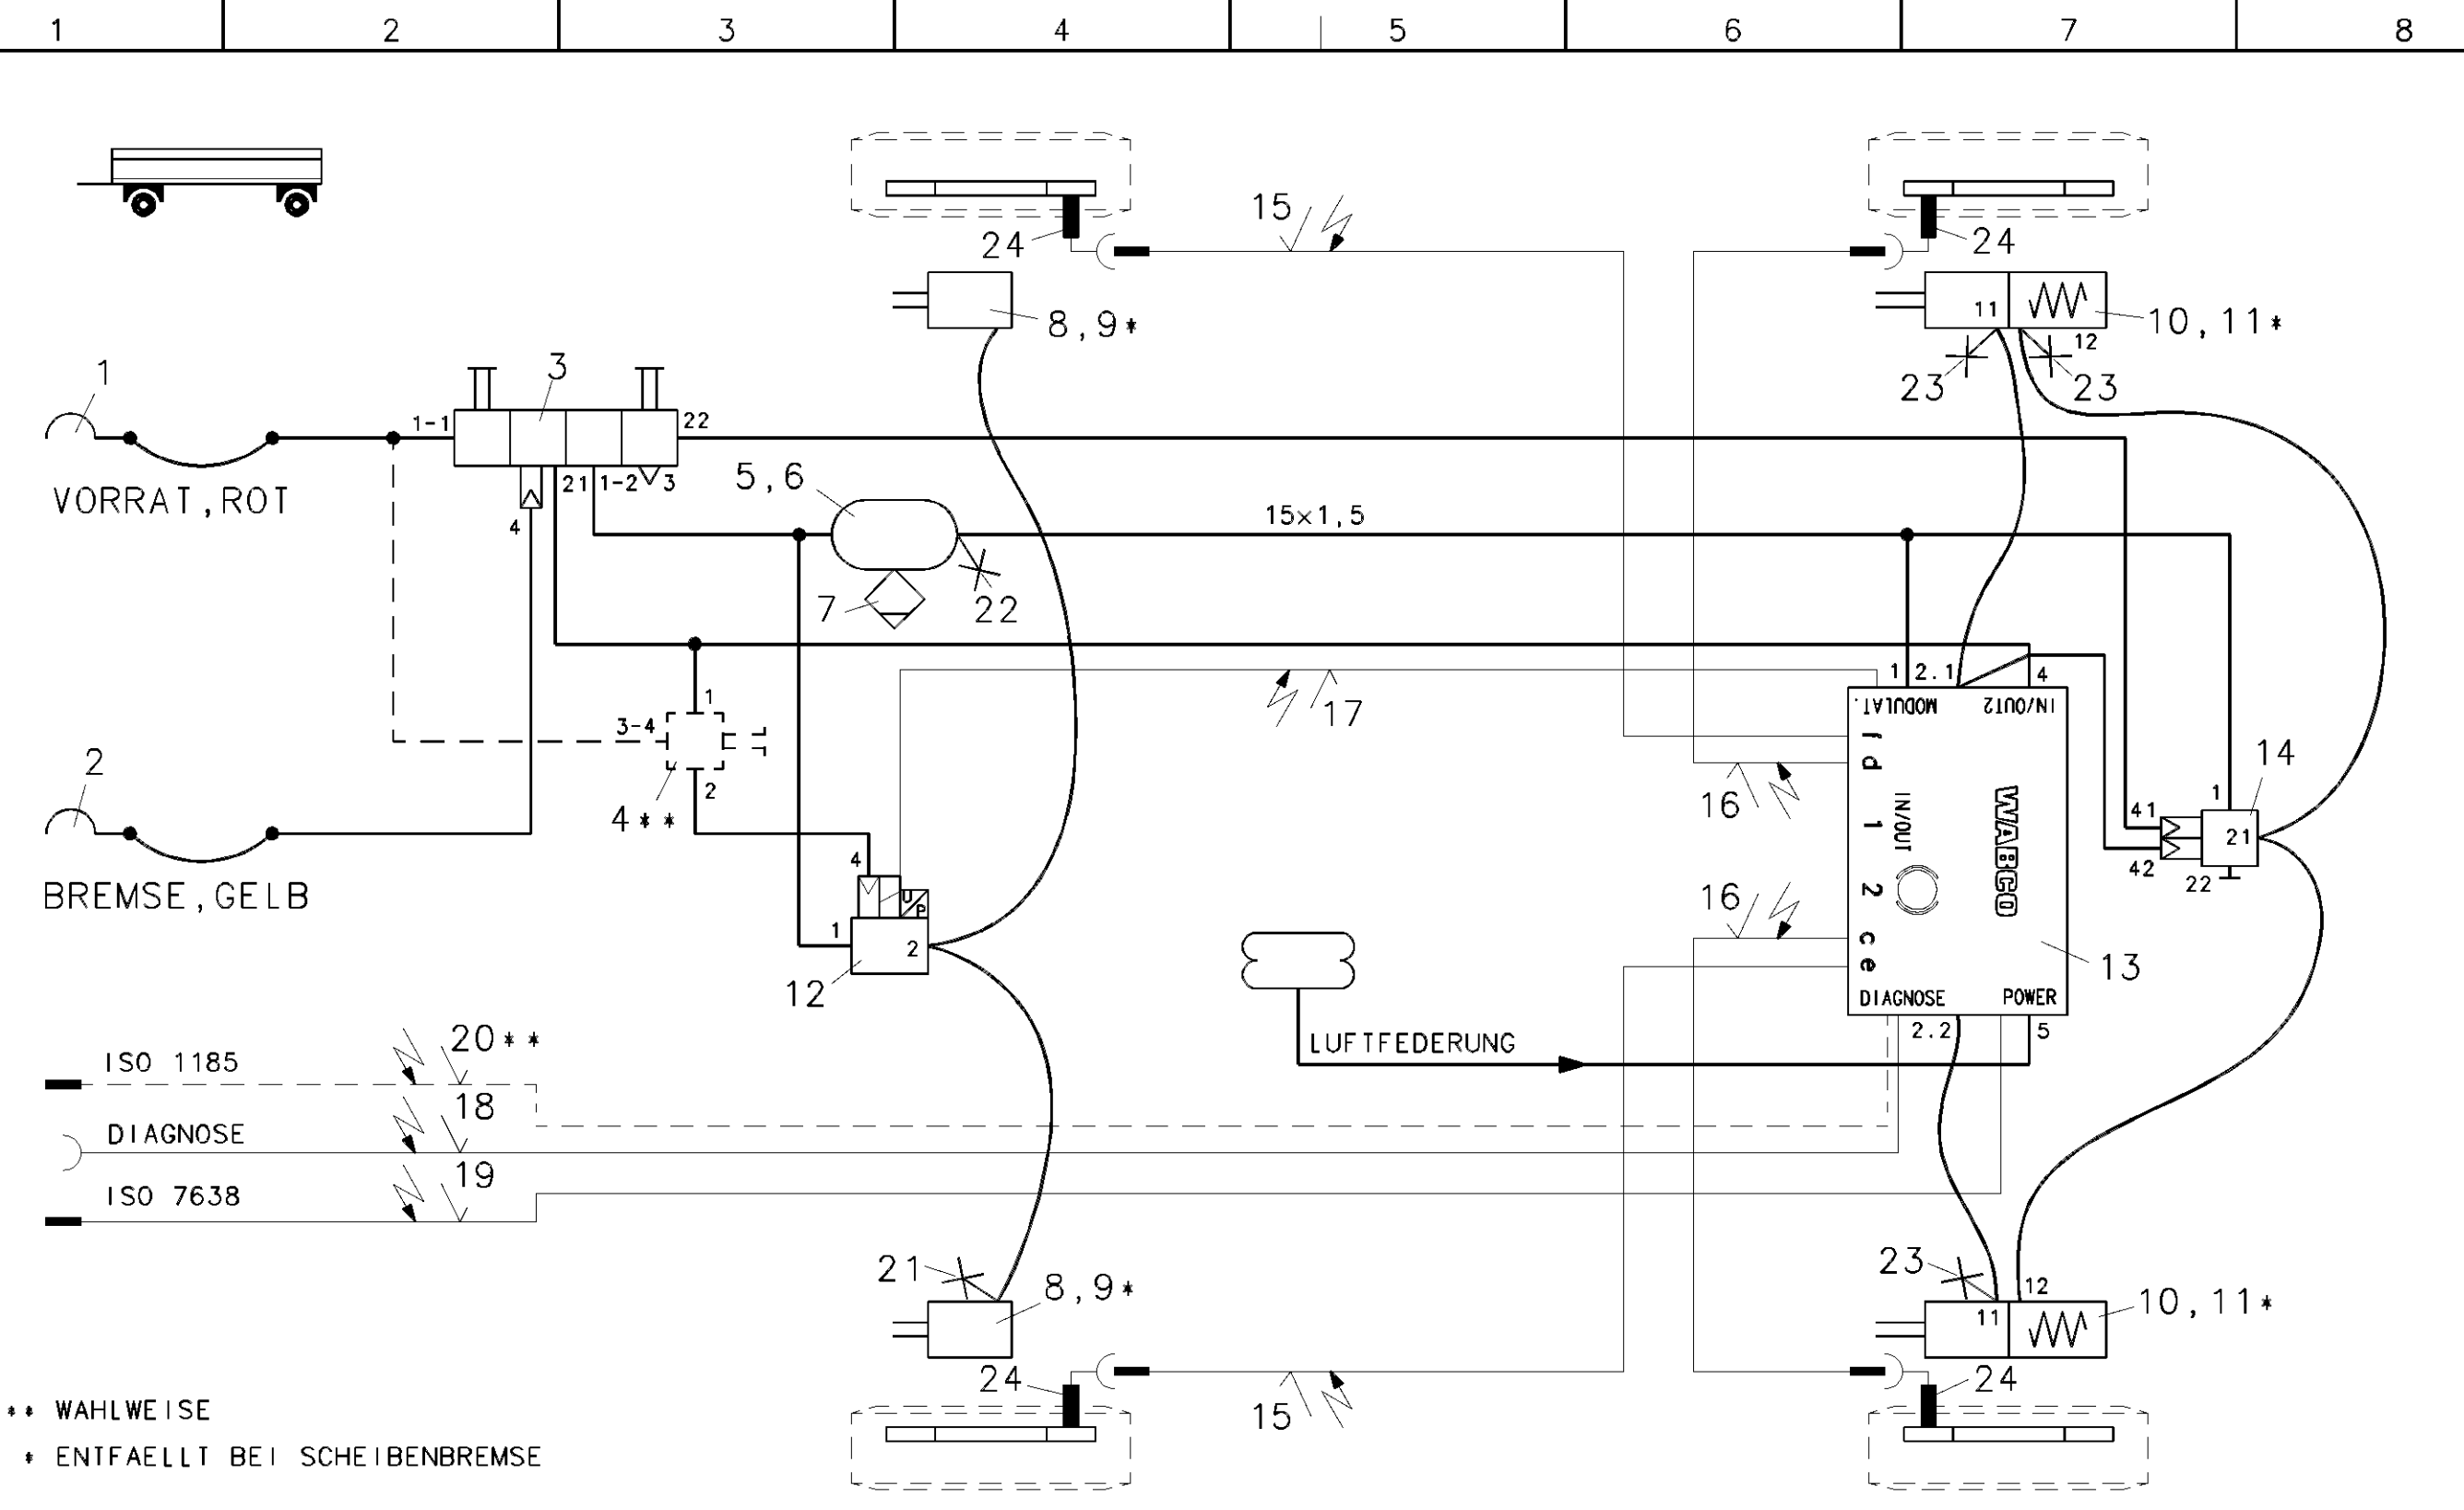 1 2 3 4 5 6 7 8
15
24
24
8,9*
11
12
10,11*
23
23
1
3
1-1
22
VORRAT,ROT
21
1-2
3
4
5,6
15x1,5
7
22
1
3-4
2
4**
17
1
2.1
4
MODULAT.
IN/OUT2
f
d
1
2
c
e
IN/OUT
WABCO
DIAGNOSE
POWER
2.2
5
13
16
16
14
1
41
42
21
22
2
BREMSE,GELB
4
U/P
1
2
12
LUFTFEDERUNG
ISO 1185
20**
DIAGNOSE
18
ISO 7638
19
21
8,9*
23
12
11
10,11*
24
24
15
** WAHLWEISE
* ENTFAELLT BEI SCHEIBENBREMSE